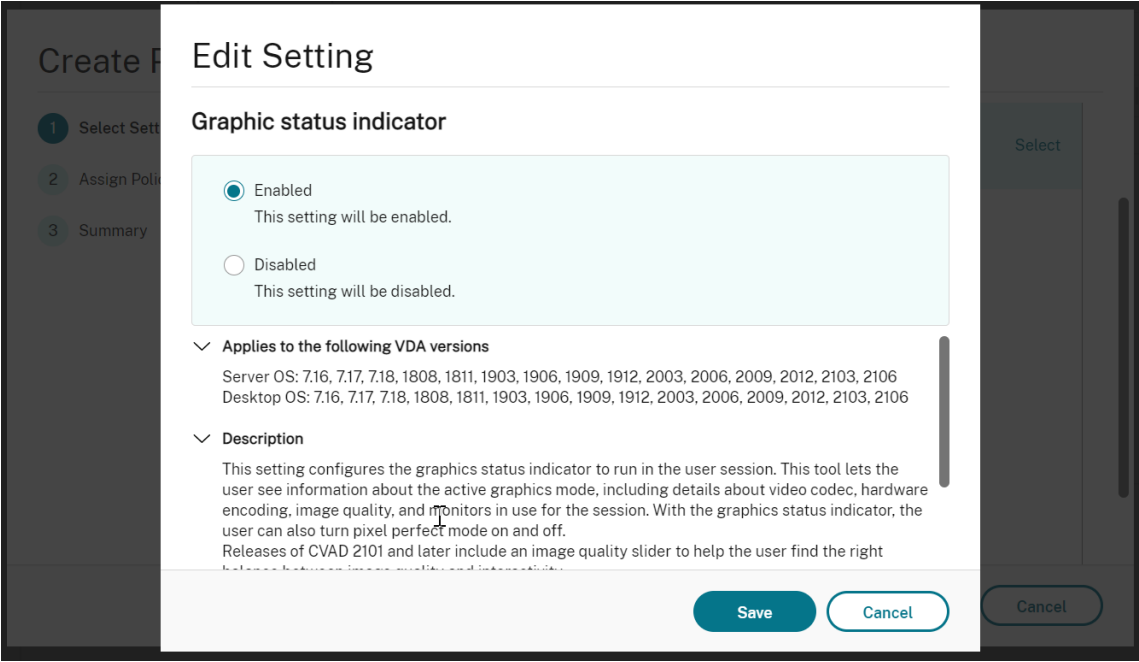 Create
Edit Setting
Graphic status indicator
1 Select Sett
2 Assign Poli
3 Summary
Select
Enabled
This setting will be enabled.
Disabled
This setting will be disabled.
Applies to the following VDA versions
Server OS: 7.16, 7.17, 7.18, 1808, 1811, 1903, 1906, 1909, 1912, 2003, 2006, 2009, 2012, 2103, 2106
Desktop OS: 7.16, 7.17, 7.18, 1808, 1811, 1903, 1906, 1909, 1912, 2003, 2006, 2009, 2012, 2103, 2106
Description
This setting configures the graphics status indicator to run in the user session. This tool lets the
user see information about the active graphics mode, including details about video codec, hardware
encoding, image quality, and monitors in use for the session. With the graphics status indicator, the
user can also turn pixel perfect mode on and off.
Releases of CVAD 2101 and later include an image quality slider to help the user find the right
balance between image quality and interactivity.
Save
Cancel
Cancel